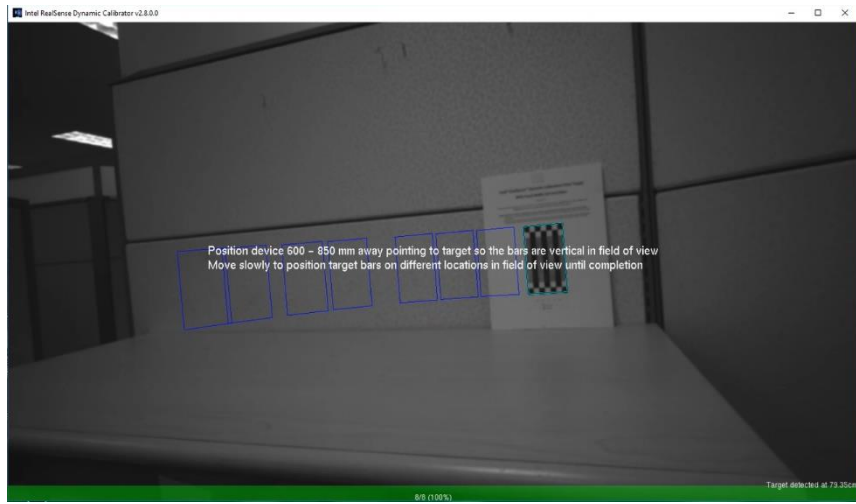 Intel RealSense Dynamic Calibrator v2.8.0.0
Position device 600 ~ 850 mm away pointing to target so the bars are vertical in field of view
Move slowly to position target bars on different locations in field of view until completion
Target detected at 79.35cm
8/8 (100%)